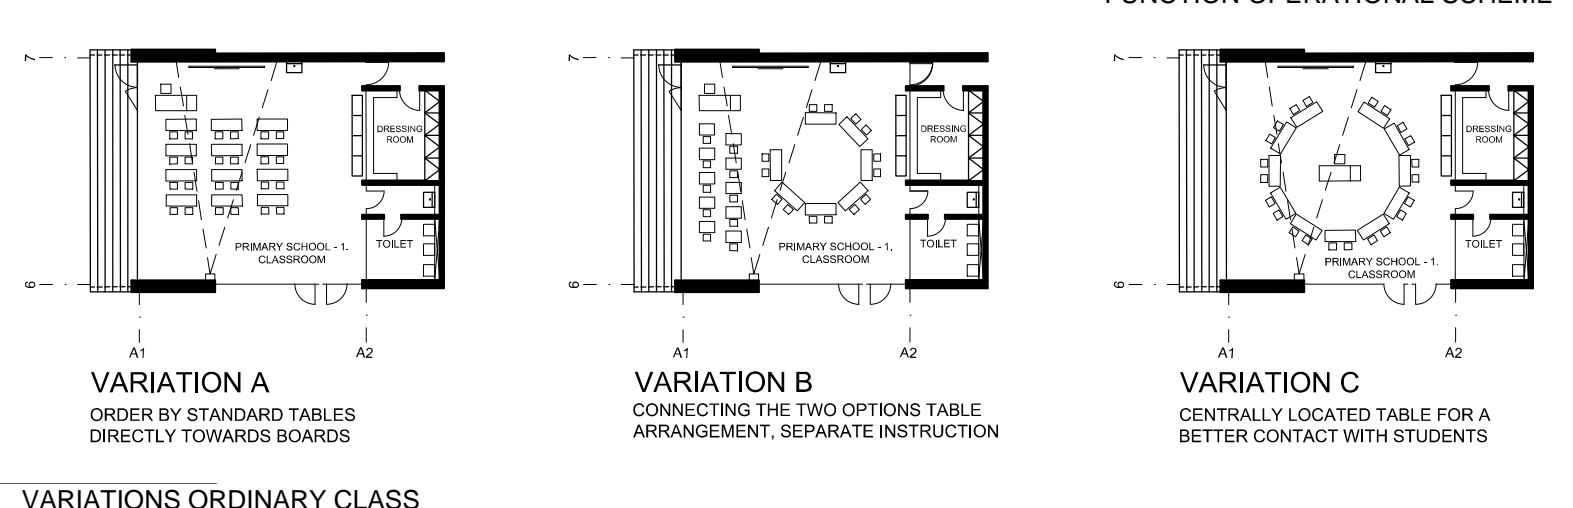 FUNCTION OPERATIONAL SCHEME
7
DRESSING
ROOM
TOILET
PRIMARY SCHOOL - 1.
CLASSROOM
6
A1
A2
VARIATION A
ORDER BY STANDARD TABLES
DIRECTLY TOWARDS BOARDS
7
DRESSING
ROOM
TOILET
PRIMARY SCHOOL - 1.
CLASSROOM
6
A1
A2
VARIATION B
CONNECTING THE TWO OPTIONS TABLE
ARRANGEMENT, SEPARATE INSTRUCTION
7
DRESSING
ROOM
TOILET
PRIMARY SCHOOL - 1.
CLASSROOM
6
A1
A2
VARIATION C
CENTRALLY LOCATED TABLE FOR A
BETTER CONTACT WITH STUDENTS
VARIATIONS ORDINARY CLASS